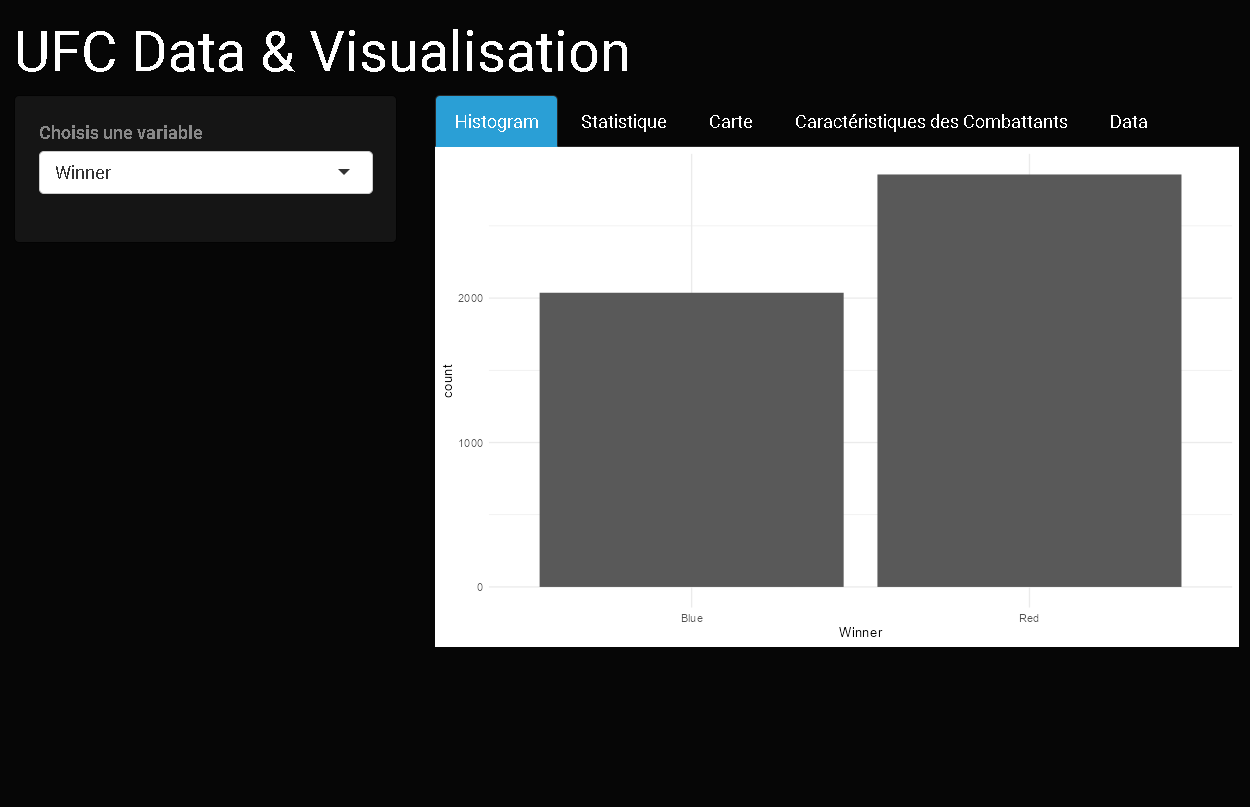 UFC Data & Visualisation
Choisis une variable
Winner
Histogram Statistique Carte Caractéristiques des Combattants Data
2000
1000
0
count
Blue Red
Winner